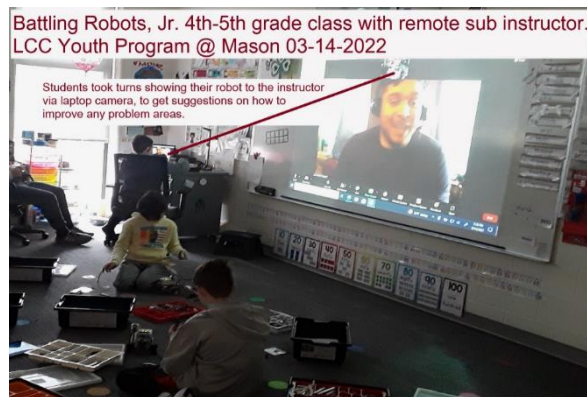 Battling Robots, Jr. 4th-5th grade class with remote sub instructor.
LCC Youth Program @ Mason 03-14-2022
Students took turns showing their robot to the instructor
via laptop camera, to get suggestions on how to
improve any problem areas.
10 20 30 40 50 60 70 80 90 100